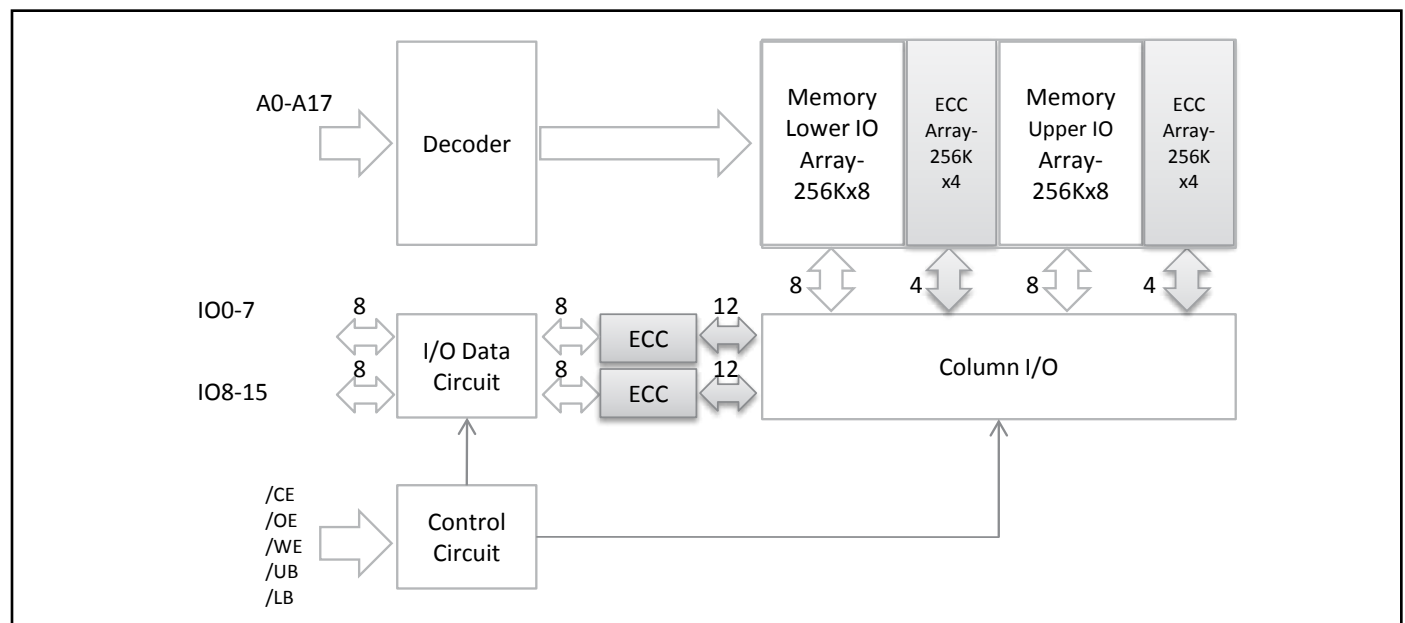 A0-A17
Decoder
Memory
Lower IO
Array-
256Kx8
ECC
Array-
256K
x4
Memory
Upper IO
Array-
256Kx8
ECC
Array-
256K
x4
8
4
8
4
IO0-7
8
8
12
I/O Data
Circuit
ECC
Column I/O
IO8-15
8
8
12
ECC
/CE
/OE
/WE
/UB
/LB
Control
Circuit